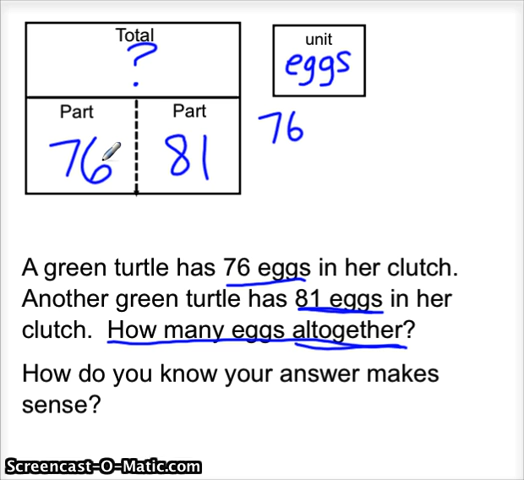 Total
?
Part
Part
76
81
unit
eggs
76
A green turtle has 76 eggs in her clutch.
Another green turtle has 81 eggs in her
clutch. How many eggs altogether?
How do you know your answer makes
sense?
Screencast-O-Matic.com